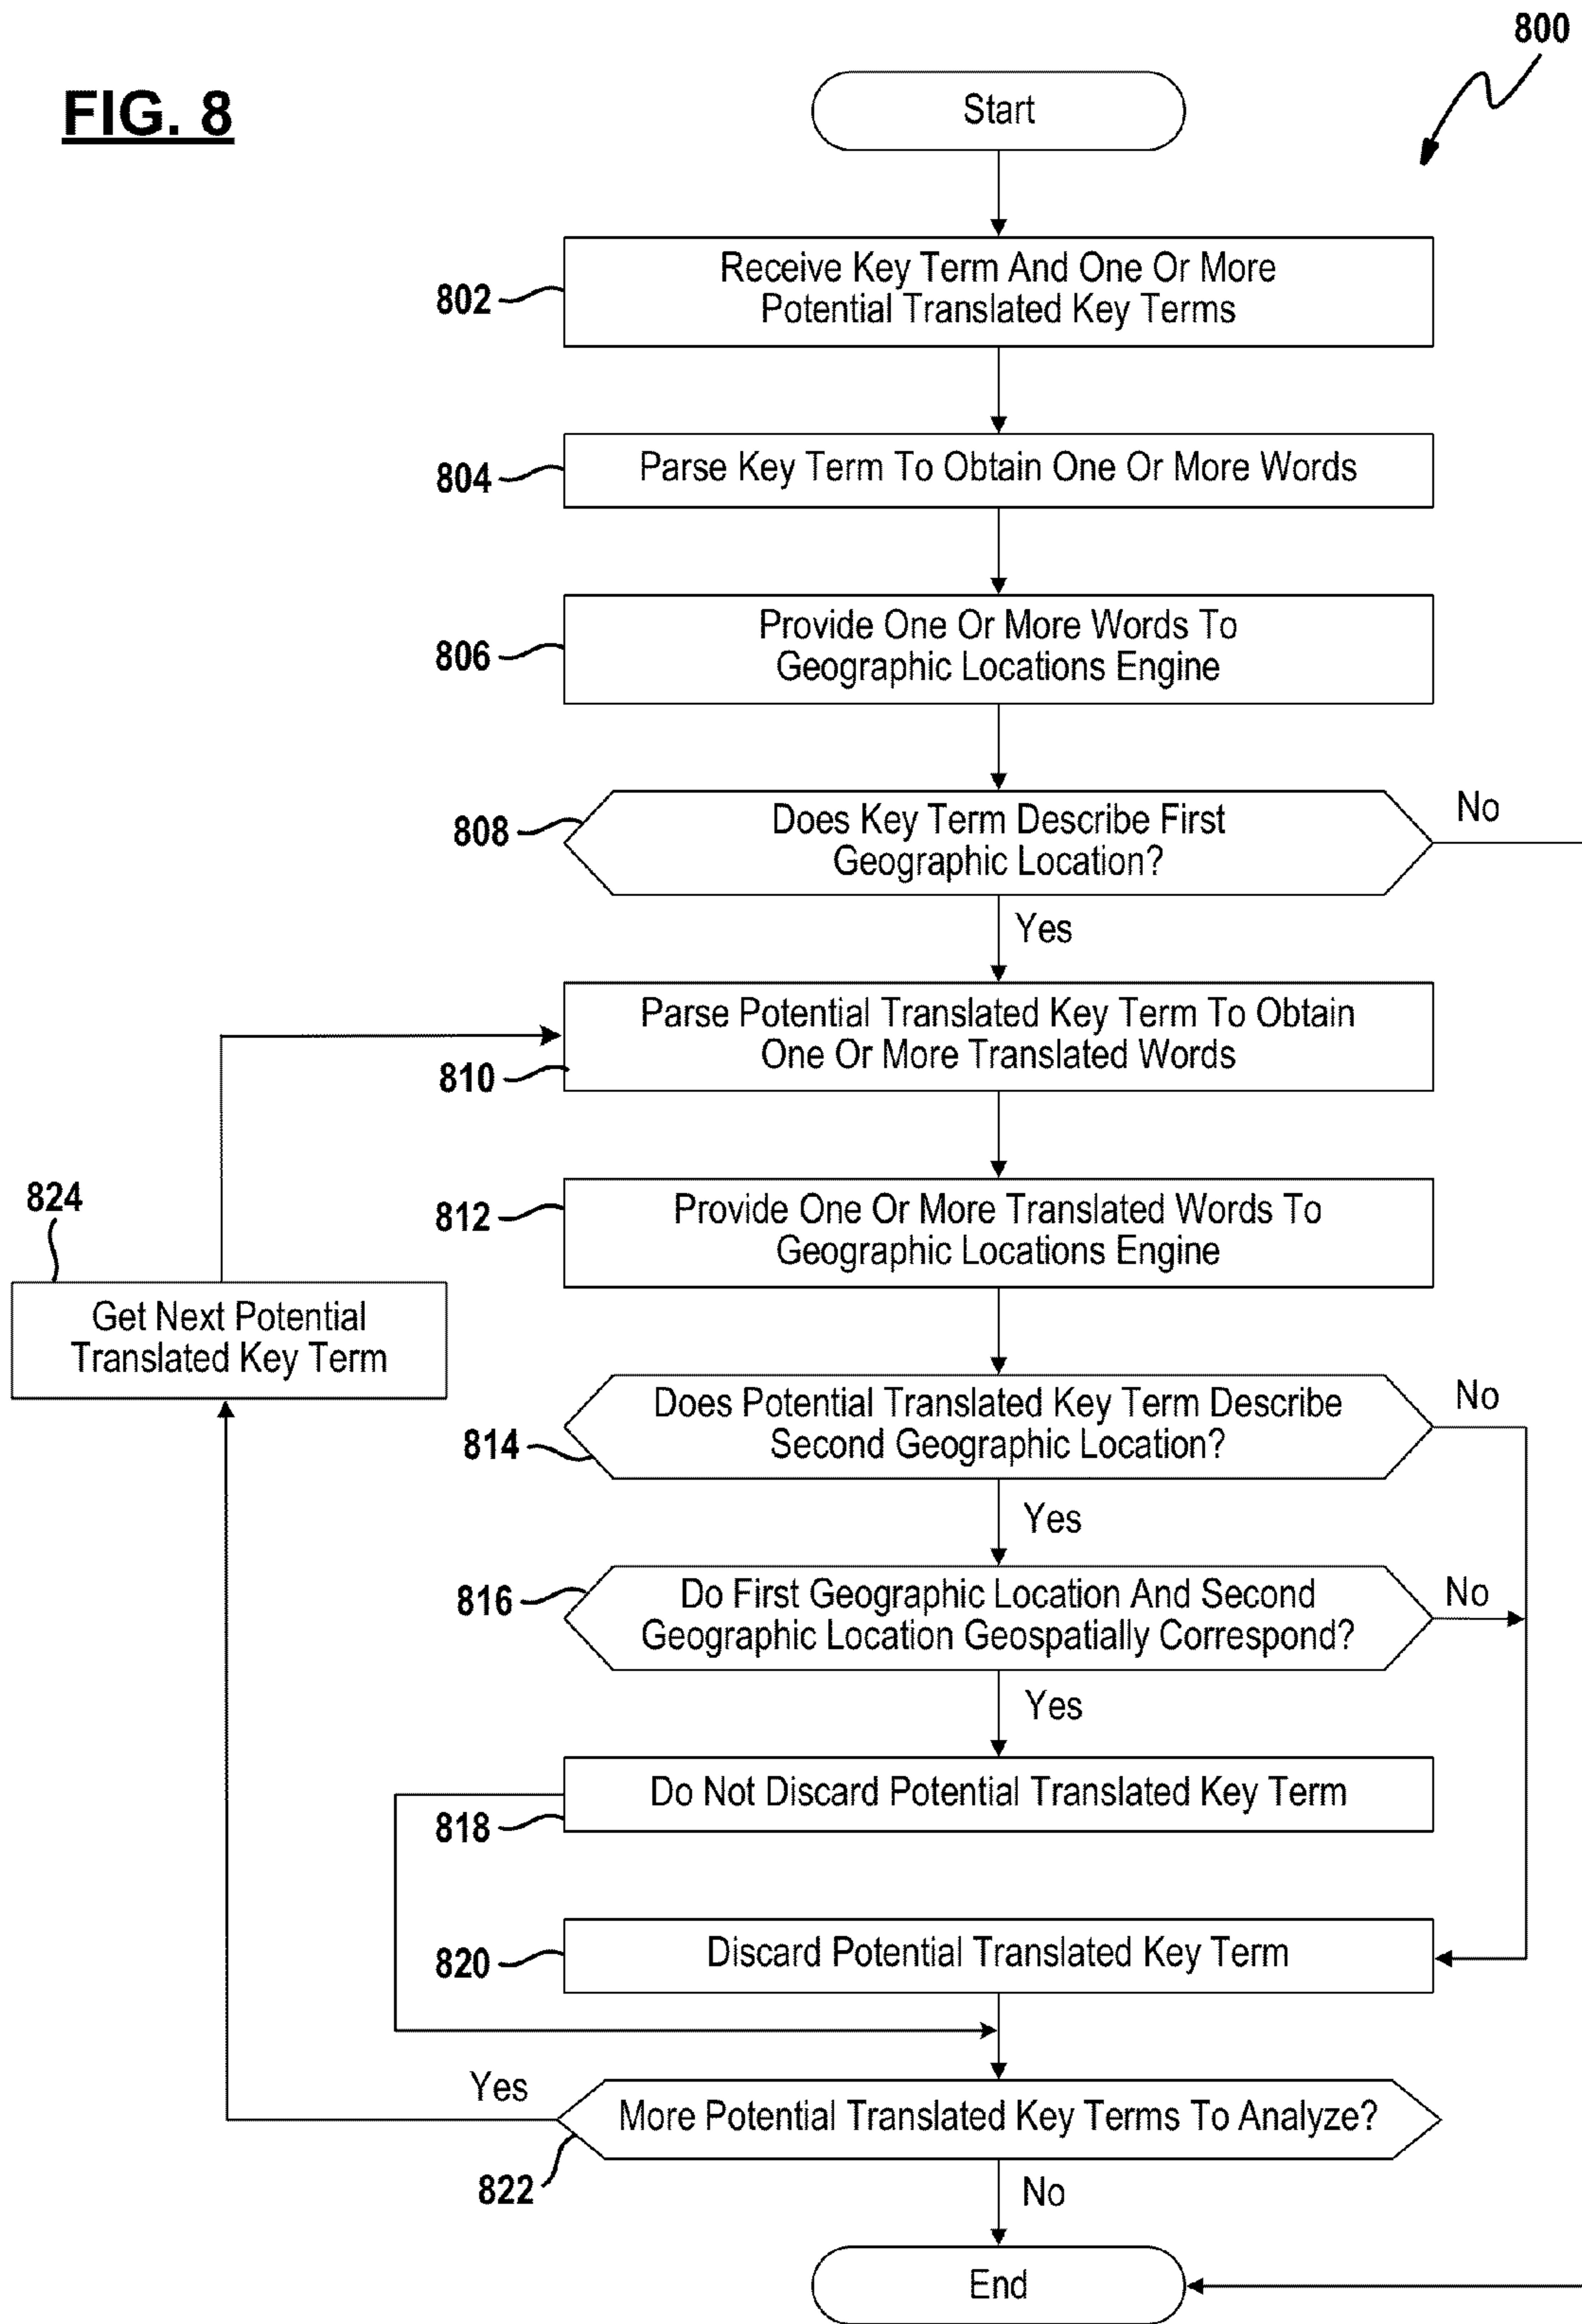 800
FIG. 8
Start
802
Receive Key Term And One Or More
Potential Translated Key Terms
804
Parse Key Term To Obtain One Or More Words
806
Provide One Or More Words To
Geographic Locations Engine
808
Does Key Term Describe First
Geographic Location?
No
Yes
810
Parse Potential Translated Key Term To Obtain
One Or More Translated Words
812
Provide One Or More Translated Words To
Geographic Locations Engine
824
Get Next Potential
Translated Key Term
814
Does Potential Translated Key Term Describe
Second Geographic Location?
No
Yes
816
Do First Geographic Location And Second
Geographic Location Geospatially Correspond?
No
Yes
818
Do Not Discard Potential Translated Key Term
820
Discard Potential Translated Key Term
Yes
822
More Potential Translated Key Terms To Analyze?
No
End